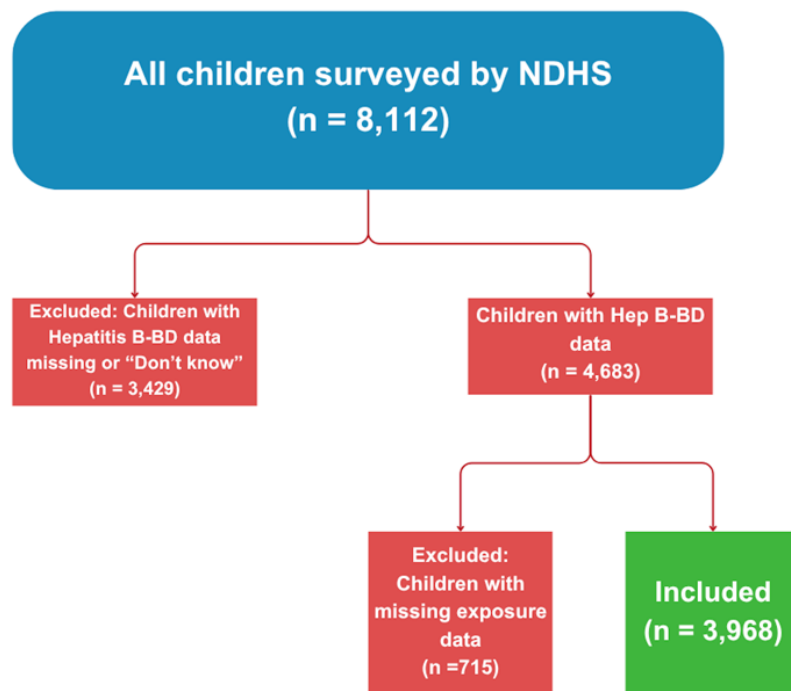 All children surveyed by NDHS
(n = 8,112)
Excluded: Children with
Hepatitis B-BD data
missing or “Don’t know”
(n = 3,429)
Children with Hep B-BD
data
(n = 4,683)
Excluded:
Children with
missing exposure
data
(n =715)
Included
(n = 3,968)